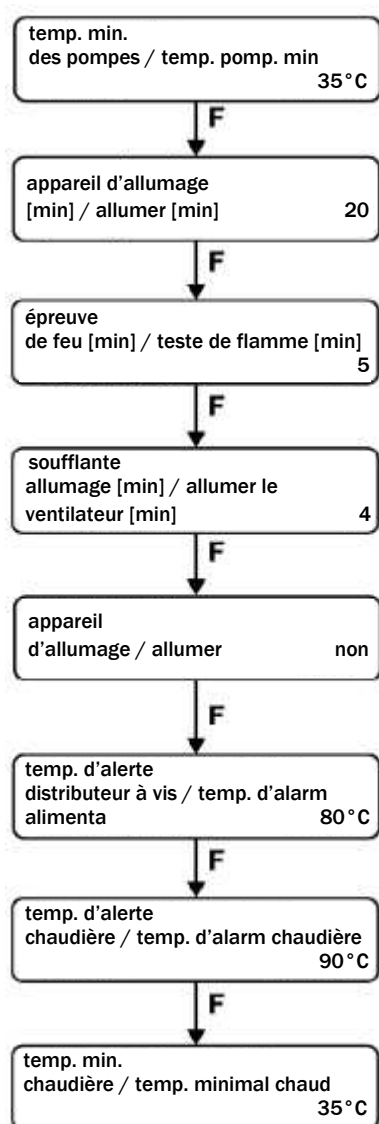 temp. min.
des pompes / temp. pomp. min
35°C
F
appareil d'allumage
[min] / allumer [min] 20
F
épreuve
de feu [min] / teste de flamme [min]
5
F
soufflante
allumage [min] / allumer le
ventilateur [min] 4
F
appareil
d'allumage / allumer non
F
temp. d'alerte
distributeur à vis / temp. d'alarm
alimenta 80°C
F
temp. d'alerte
chaudière / temp. d'alarm chaudière
90°C
F
temp. min.
chaudière / temp. minimal chaud
35°C